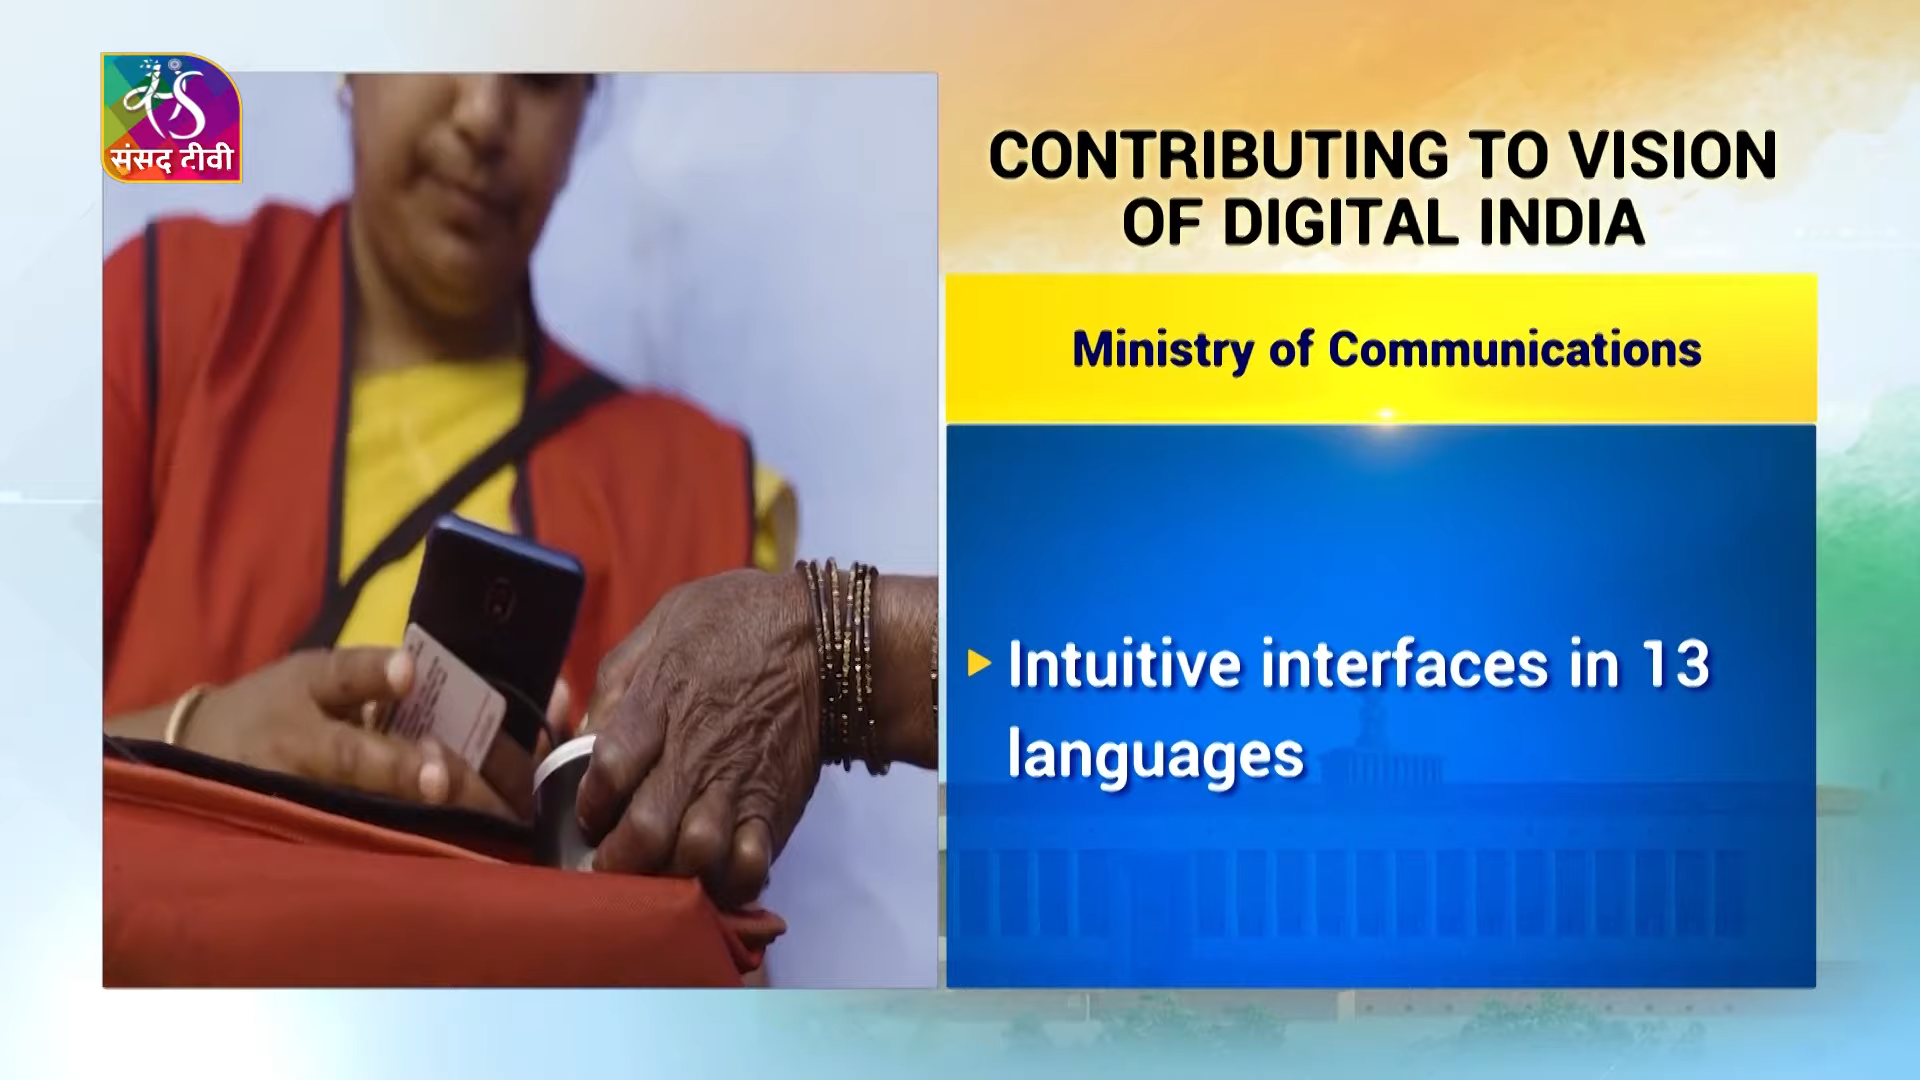 संसद टीवी
CONTRIBUTING TO VISION
OF DIGITAL INDIA
Ministry of Communications
Intuitive interfaces in 13
languages